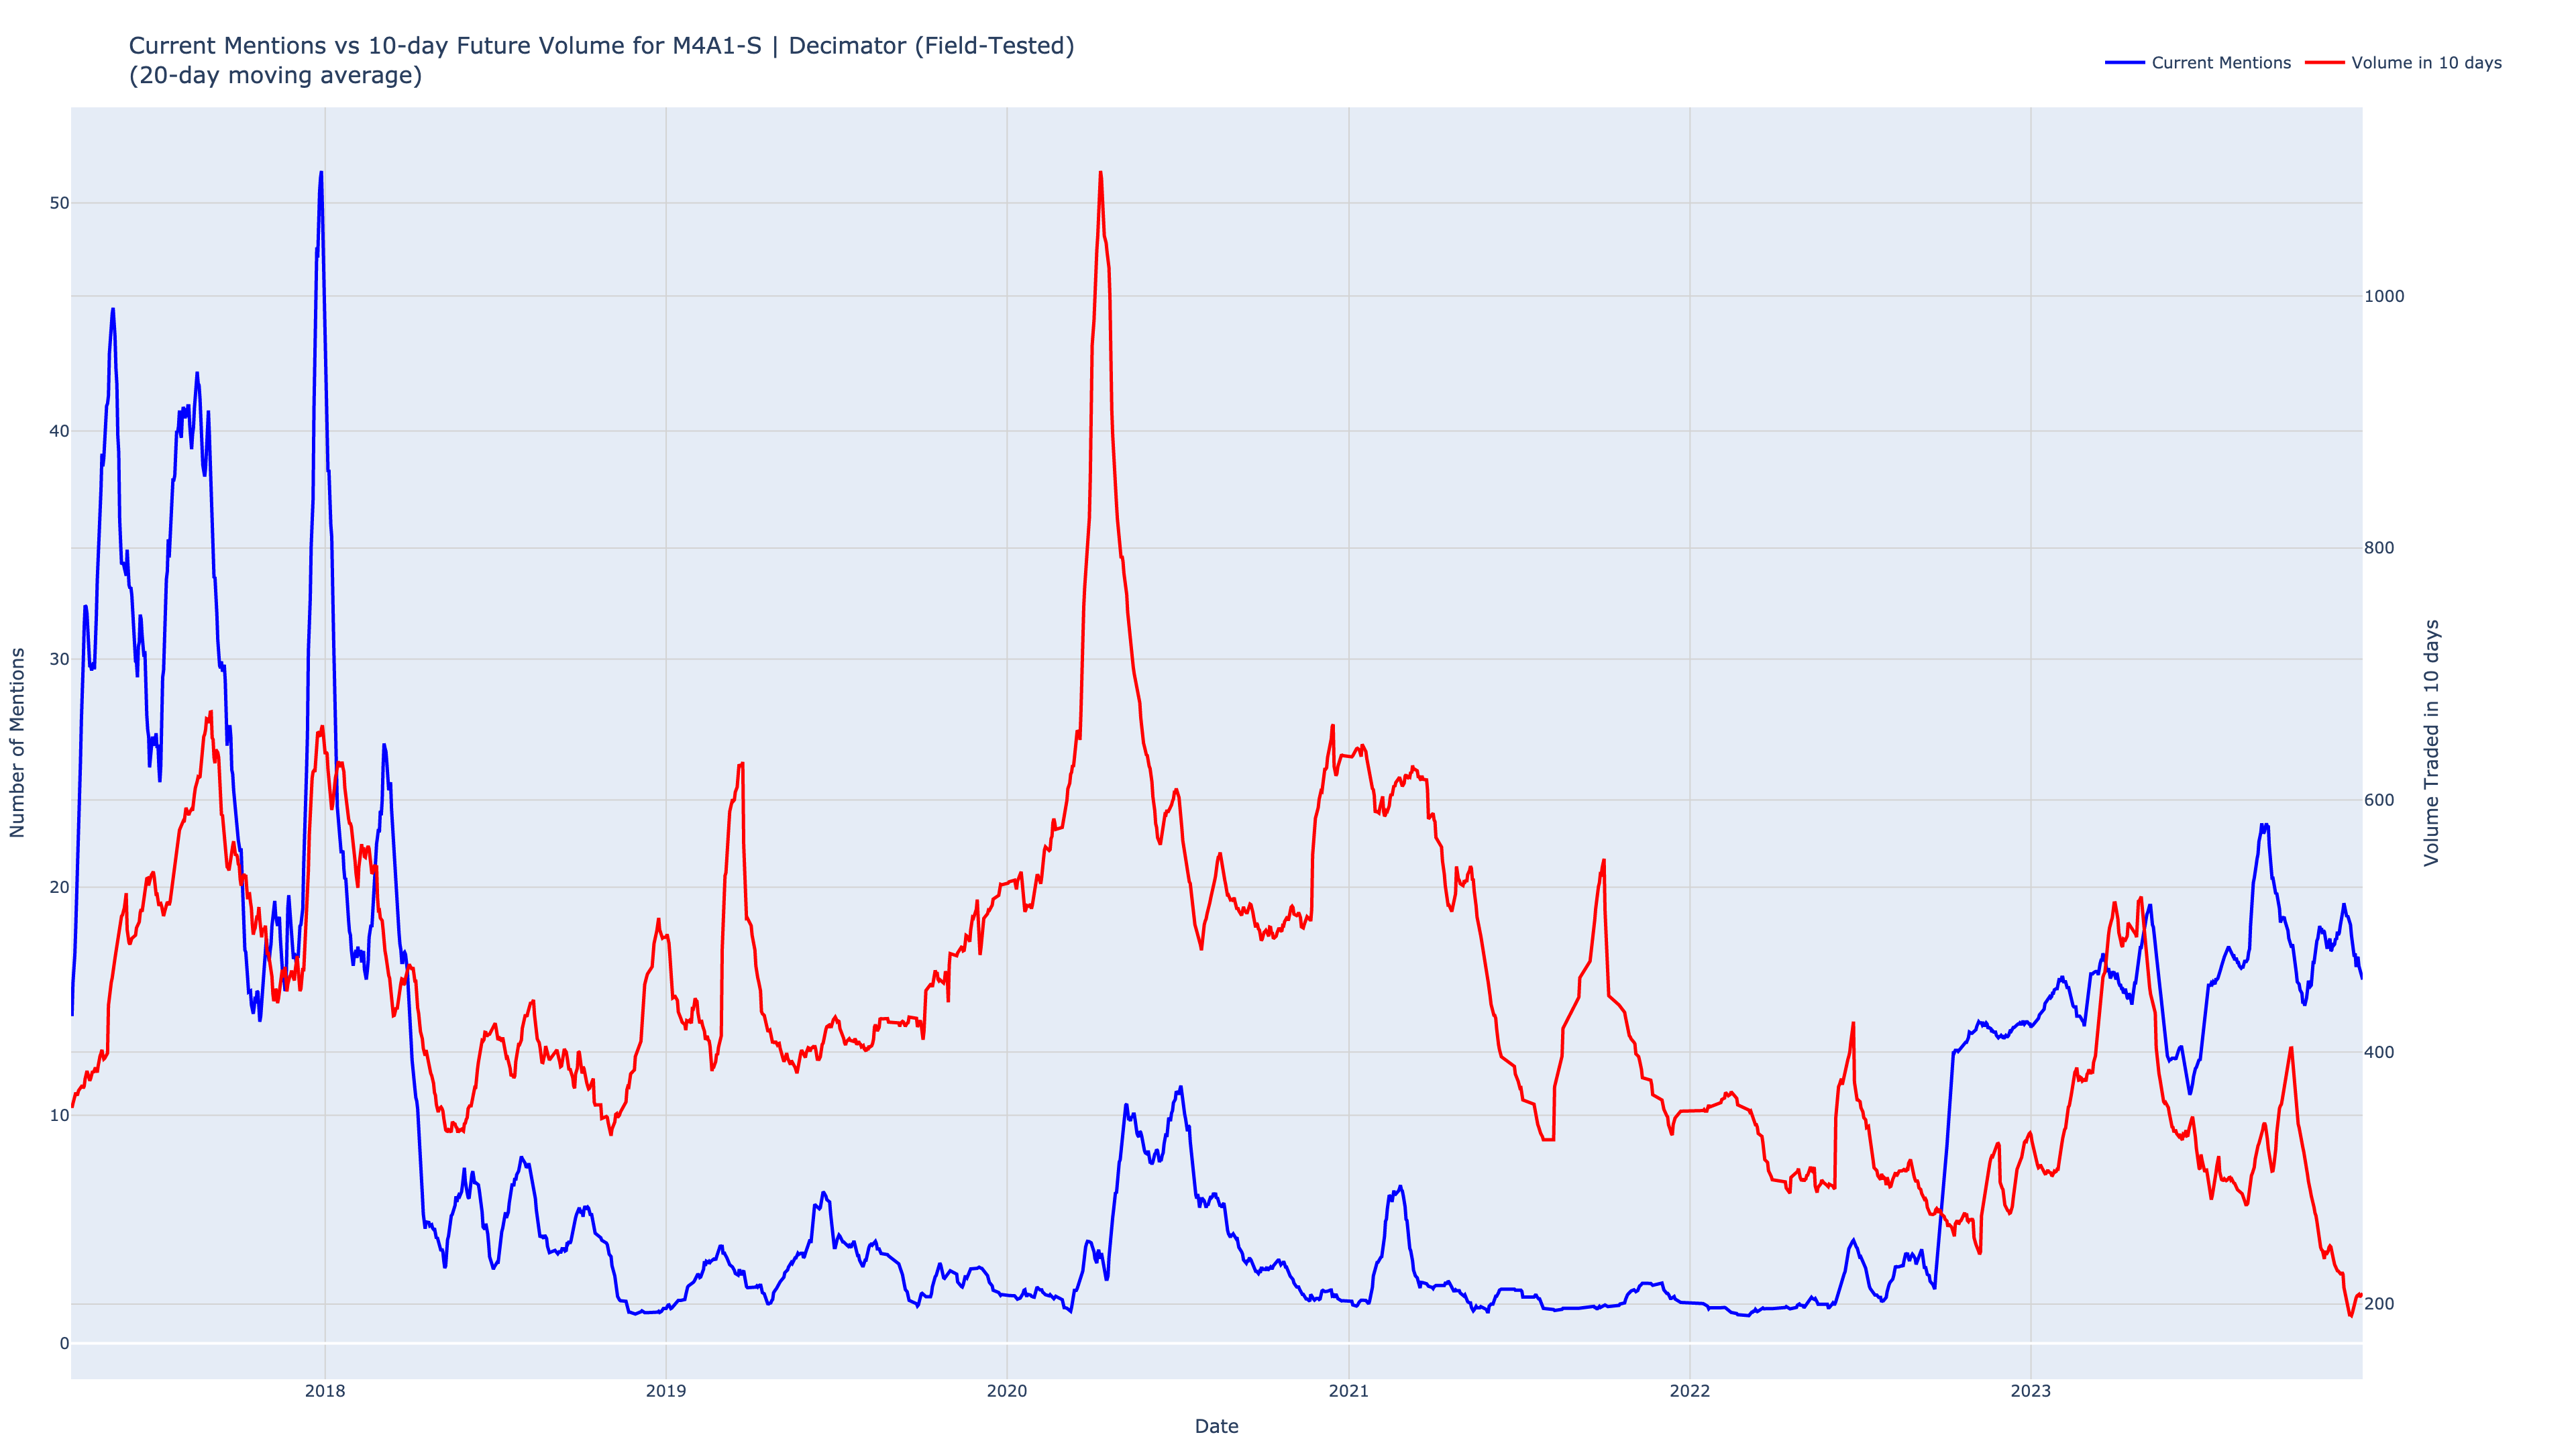 Current Mentions vs 10-day Future Volume for M4A1-S | Decimator (Field-Tested)
(20-day moving average)
Current Mentions
Volume in 10 days
50
40
30
20
10
0
Number of Mentions
1000
800
600
400
200
Volume Traded in 10 days
2018
2019
2020
2021
2022
2023
Date